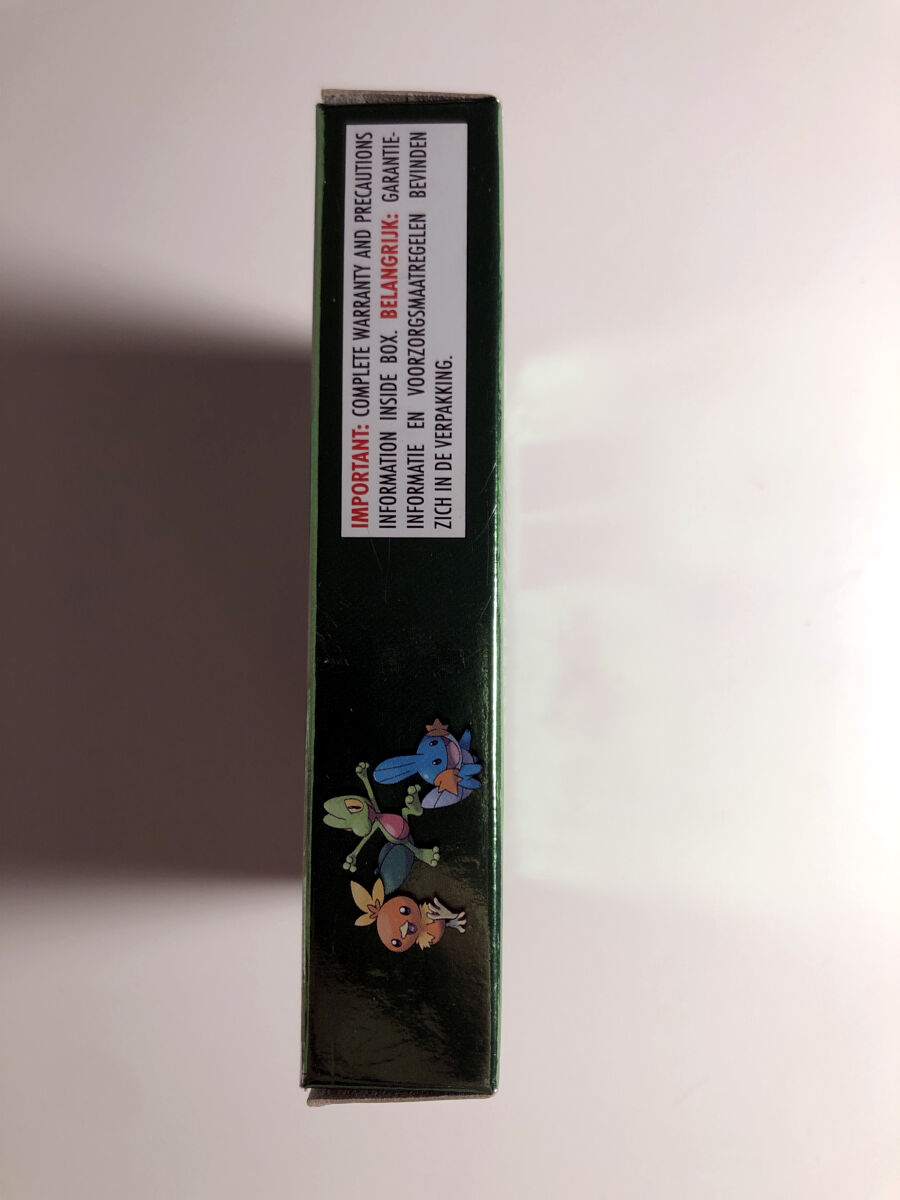 IMPORTANT: COMPLETE WARRANTY AND PRECAUTIONS
INFORMATION INSIDE BOX. BELANGRIJK: GARANTIE-
INFORMATIE EN VOORZORGSMAATREGELEN BEVINDEN
ZICH IN DE VERPAKKING.